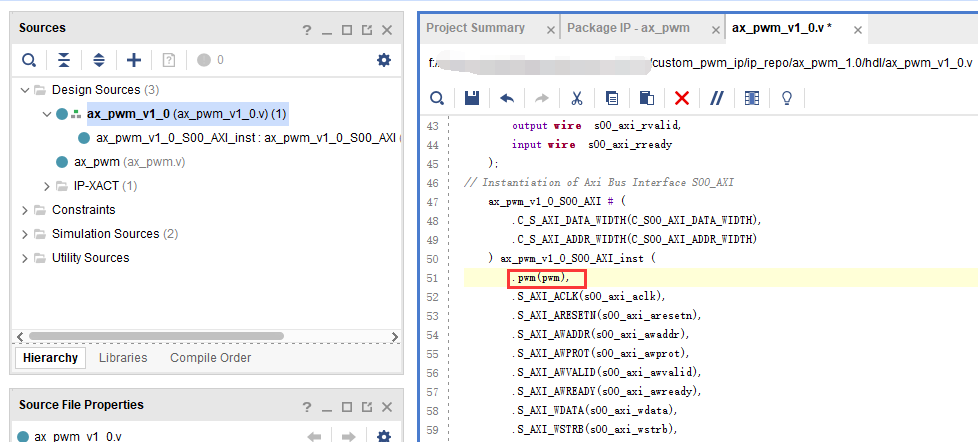 Sources
0
Design Sources (3)
ax_pwm_v1_0 (ax_pwm_v1_0.v) (1)
ax_pwm_v1_0_S00_AXI_inst : ax_pwm_v1_0_S00_AXI (
ax_pwm (ax_pwm.v)
IP-XACT (1)
Constraints
Simulation Sources (2)
Utility Sources
Hierarchy Libraries Compile Order
Source File Properties
ax_pwm_v1_0.v
Project Summary Package IP - ax_pwm ax_pwm_v1_0.v *
f:/ /custom_pwm_ip/ip_repo/ax_pwm_1.0/hdl/ax_pwm_v1_0.v
43 output wire s00_axi_rvalid,
44 input wire s00_axi_rready
45 );
46 // Instantiation of Axi Bus Interface S00_AXI
47 ax_pwm_v1_0_S00_AXI # (
48 .C_S_AXI_DATA_WIDTH(C_S00_AXI_DATA_WIDTH),
49 .C_S_AXI_ADDR_WIDTH(C_S00_AXI_ADDR_WIDTH)
50 ) ax_pwm_v1_0_S00_AXI_inst (
51 .pwm(pwm),
52 .S_AXI_ACLK(s00_axi_aclk),
53 .S_AXI_ARESETN(s00_axi_aresetn),
54 .S_AXI_AWADDR(s00_axi_awaddr),
55 .S_AXI_AWPROT(s00_axi_awprot),
56 .S_AXI_AWVALID(s00_axi_awvalid),
57 .S_AXI_AWREADY(s00_axi_awready),
58 .S_AXI_WDATA(s00_axi_wdata),
59 .S_AXI_WSTRB(s00_axi_wstrb),